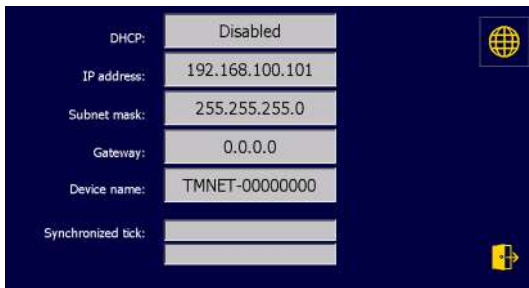 DHCP: Disabled
IP address: 192.168.100.101
Subnet mask: 255.255.255.0
Gateway: 0.0.0.0
Device name: TMNET-00000000
Synchronized tick: